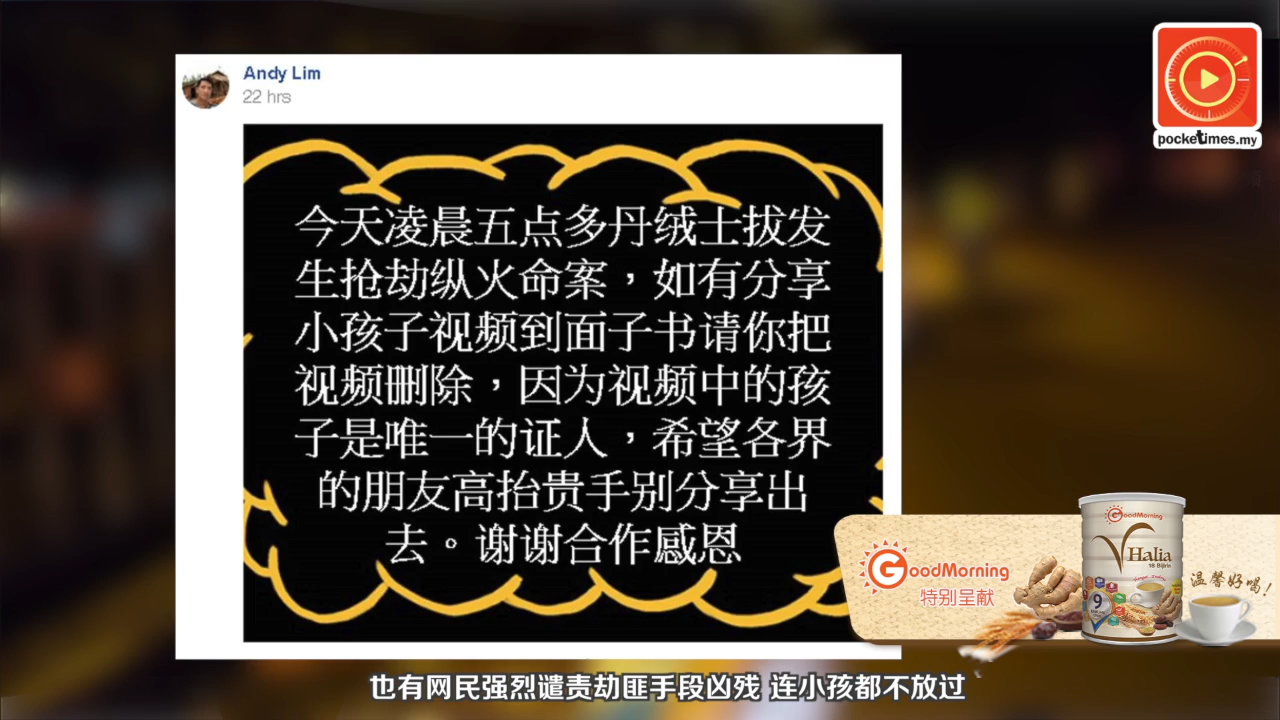 Andy Lim
22 hrs
今天凌晨五点多丹绒士拔发
生抢劫纵火命案，如有分享
小孩子视频到面子书请你把
视频删除，因为视频中的孩
子是唯一的证人，希望各界
的朋友高抬贵手别分享出
去。谢谢合作感恩
pocketimes.my
GoodMorning
特别呈献
GoodMorning
VHalia
18 Bijirin
9
温馨好喝！
也有网民强烈谴责劫匪手段凶残 连小孩都不放过